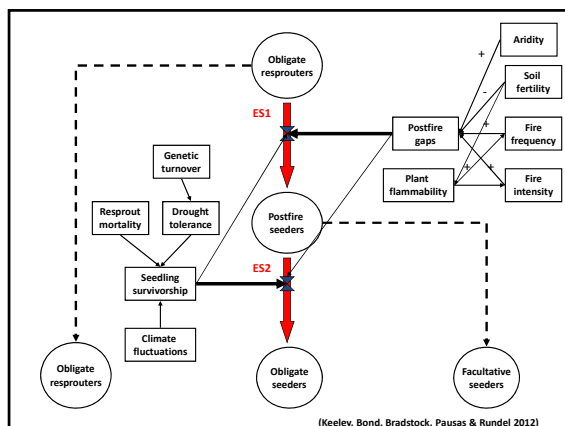 Obligate
resprouters
ES1
Aridity
Soil
fertility
Postfire
gaps
Fire
frequency
Plant
flammability
Fire
intensity
+
-
+
+
+
Genetic
turnover
Resprout
mortality
Drought
tolerance
Postfire
seeders
ES2
Seedling
survivorship
Climate
fluctuations
Obligate
resprouters
Obligate
seeders
Facultative
seeders
(Keeley, Bond, Bradstock, Pausas & Rundel 2012)